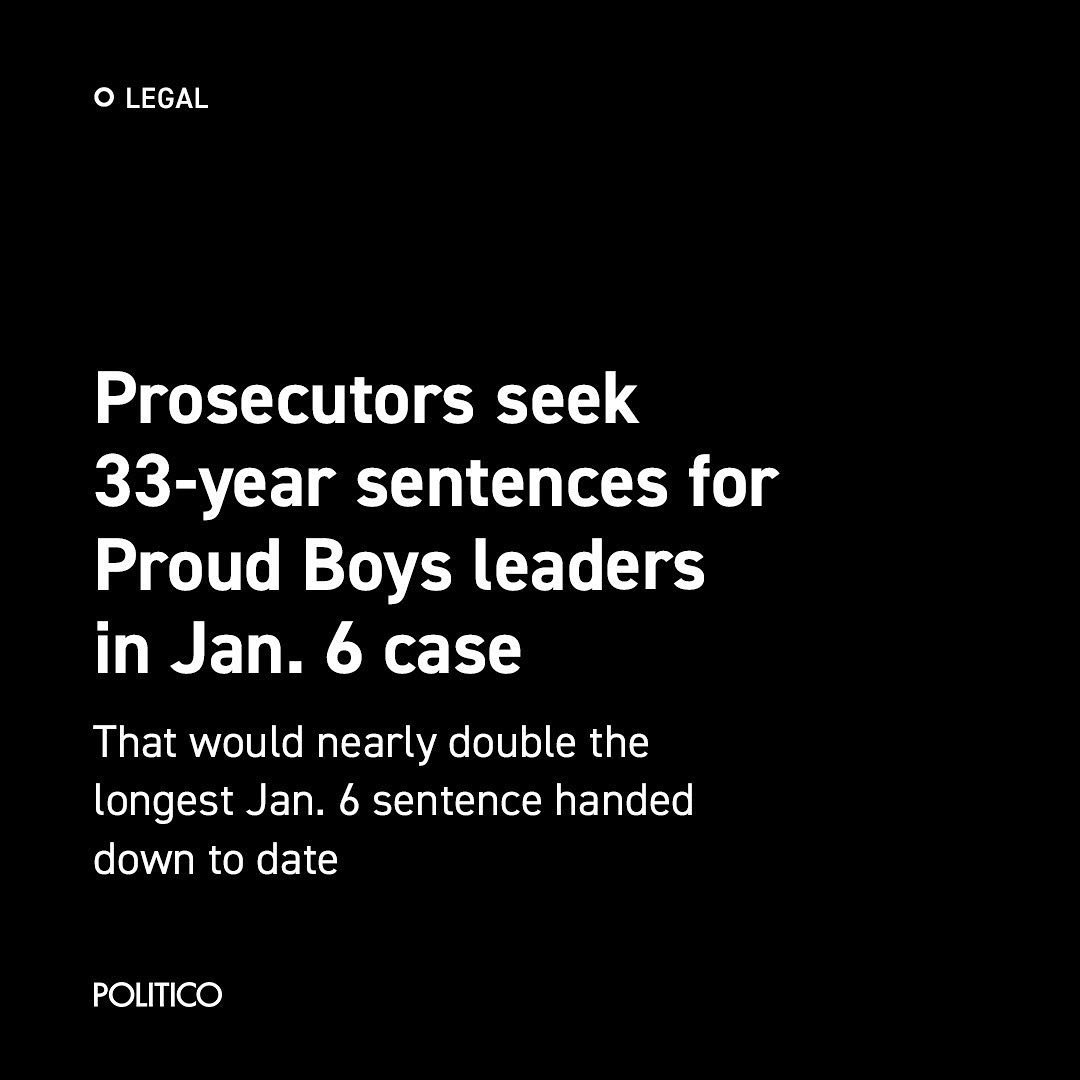 LEGAL
Prosecutors seek
33-year sentences for
Proud Boys leaders
in Jan. 6 case
That would nearly double the
longest Jan. 6 sentence handed
down to date
POLITICO